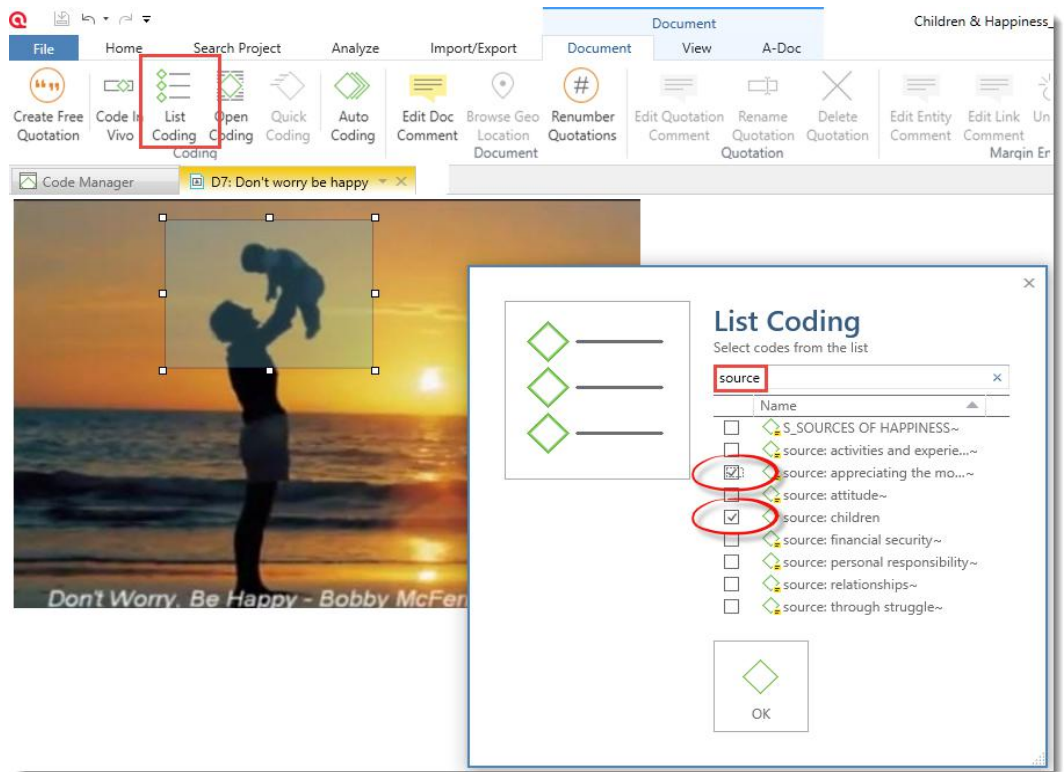 Document
Children & Happiness_
File Home Search Project Analyze Import/Export Document View A-Doc
Create Free Quotation
Code In Vivo
List Coding
Open Coding
Quick Coding
Auto Coding
Coding
Edit Doc Comment
Browse Geo Location
Renumber Quotations
Document
Edit Quotation Comment
Rename Quotation
Delete Quotation
Quotation
Edit Entity Comment
Edit Link Comment
Un
Margin En
Code Manager
D7: Don't worry be happy
Don't Worry, Be Happy - Bobby McFer
List Coding
Select codes from the list
source
Name
S_SOURCES OF HAPPINESS~
source: activities and experie...~
source: appreciating the mo...~
source: attitude~
source: children
source: financial security~
source: personal responsibility~
source: relationships~
source: through struggle~
OK